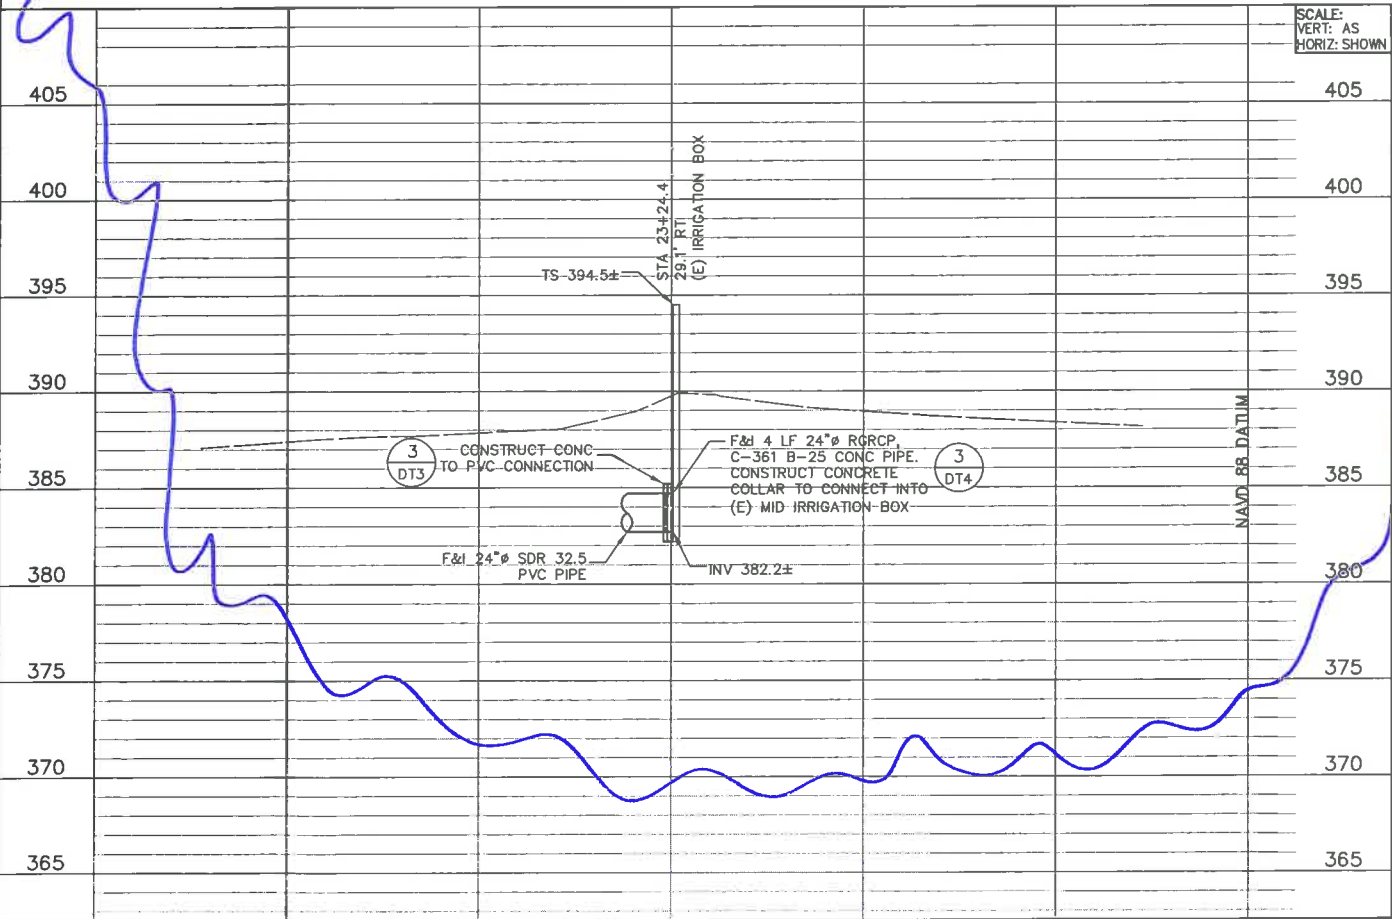 SCALE:
VERT: AS
HORIZ: SHOWN
405
405
400
400
STA 23+24.4
29.1' RT
(E) IRRIGATION BOX
TS 394.5±
395
395
390
390
NAVD 88 DATUM
3
DT3
CONSTRUCT CONC
TO PVC CONNECTION
F&I 4 LF 24"ø RGRCP,
C-361 B-25 CONC PIPE.
CONSTRUCT CONCRETE
COLLAR TO CONNECT INTO
(E) MID IRRIGATION BOX
3
DT4
385
385
F&I 24"ø SDR 32.5
PVC PIPE
INV 382.2±
380
380
375
375
370
370
365
365